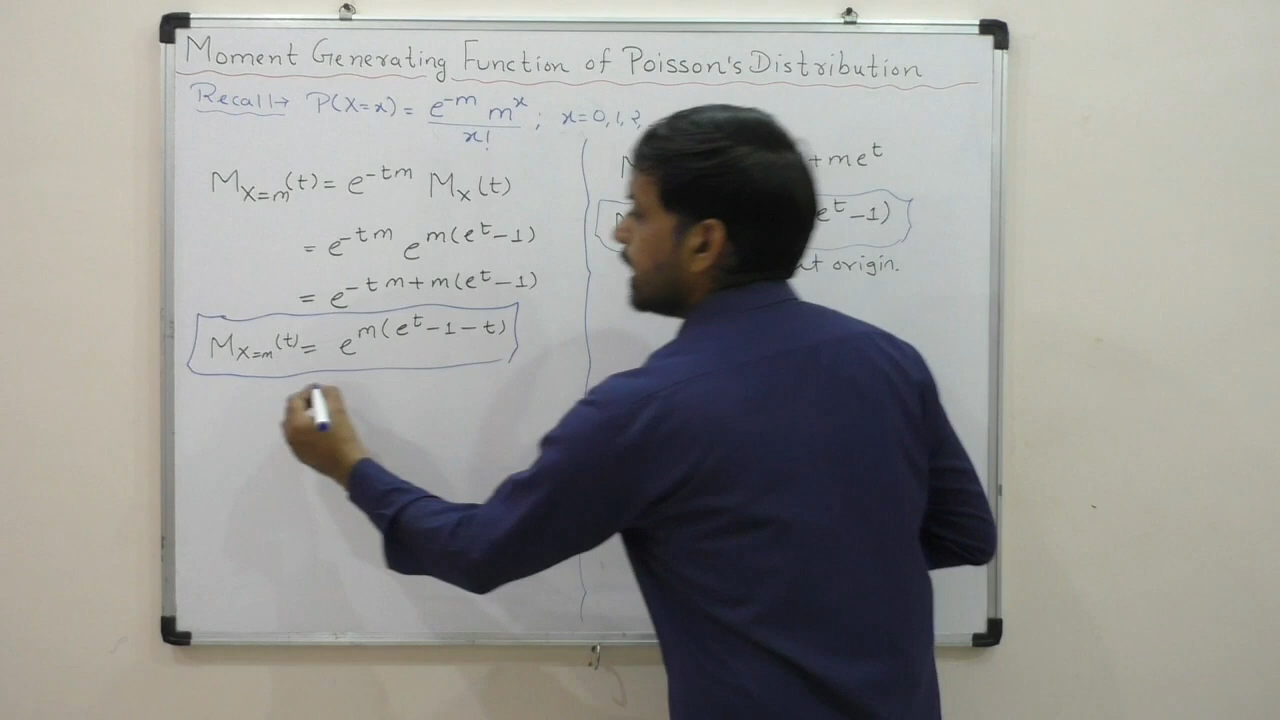 Moment Generating Function of Poisson's Distribution
Recall→ P(X=x) = e^{-m} m^x / x! ; x=0,1,2,
M_{X=m}(t) = e^{-tm} M_X(t)
= e^{-tm} e^{m(e^t-1)}
= e^{-tm+m(e^t-1)}
M_{X=m}(t) = e^{m(e^t-1-t)}
+me^t
e^t-1)
at origin.